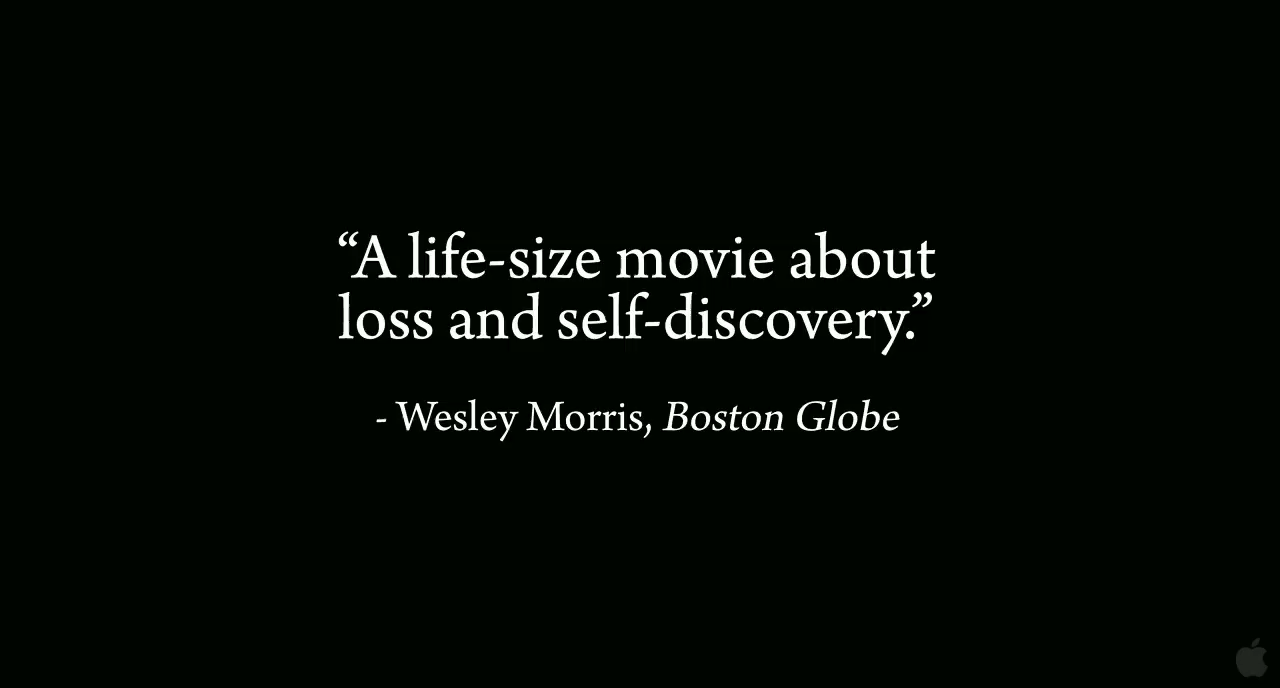 “A life-size movie about
loss and self-discovery.”
- Wesley Morris, Boston Globe